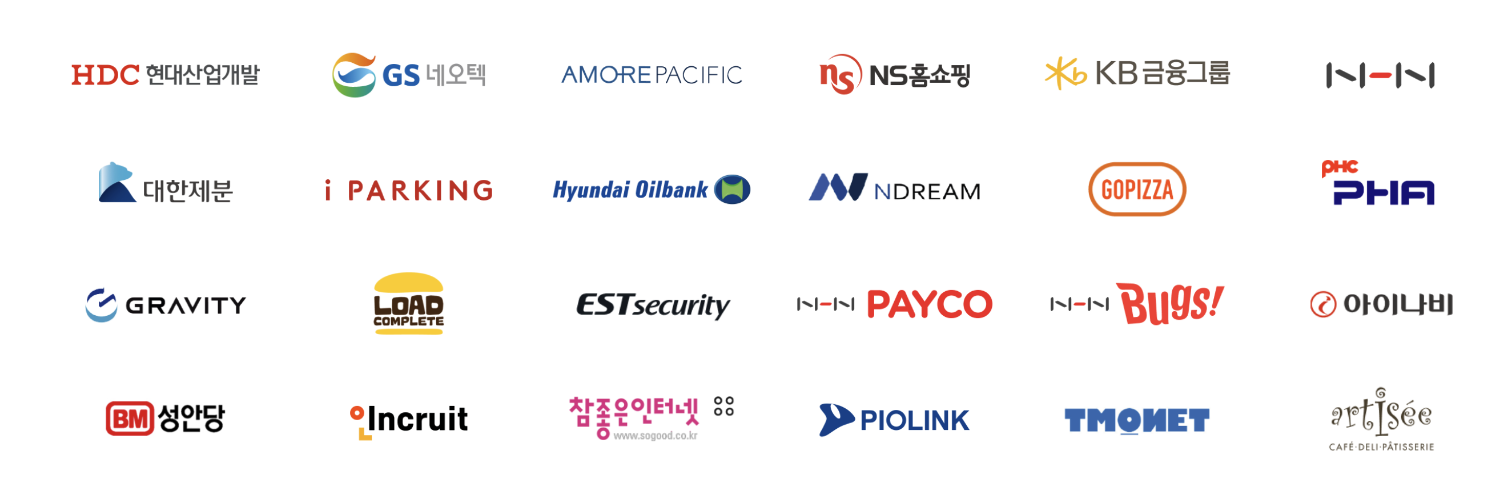 HDC 현대산업개발
GS 네오텍
AMOREPACIFIC
ns NS홈쇼핑
Kb KB금융그룹
NHN
대한제분
i PARKING
Hyundai Oilbank
NDREAM
GOPIZZA
PHC
PHA
GRAVITY
LOAD
COMPLETE
ESTsecurity
NHN PAYCO
NHN Bugs!
아이나비
BM 성안당
인 Incruit
참좋은인터넷
www.sogood.co.kr
PIOLINK
TMONET
artisée
CAFÉ·DELI·PÂTISSERIE